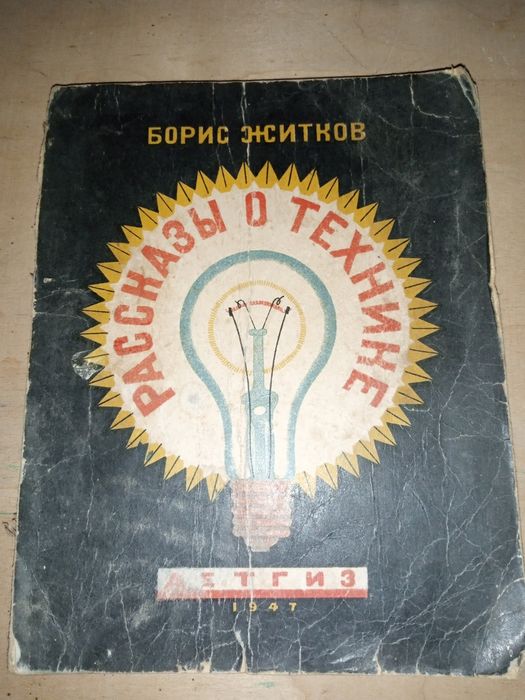 БОРИС ЖИТКОВ
РАССКАЗЫ О ТЕХНИКЕ
ДЕТГИЗ
1947